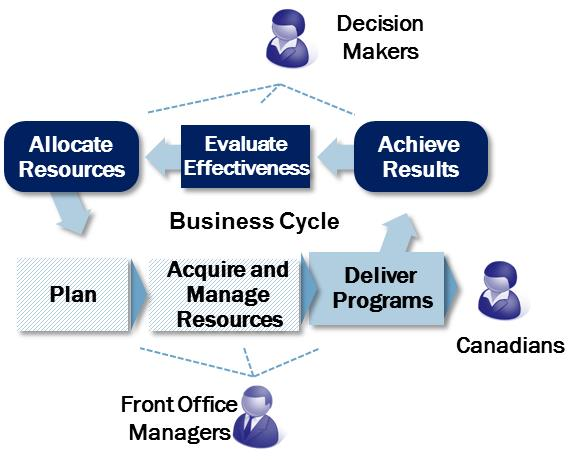 Decision
Makers
Allocate
Resources
Evaluate
Effectiveness
Achieve
Results
Business Cycle
Plan
Acquire and
Manage
Resources
Deliver
Programs
Canadians
Front Office
Managers